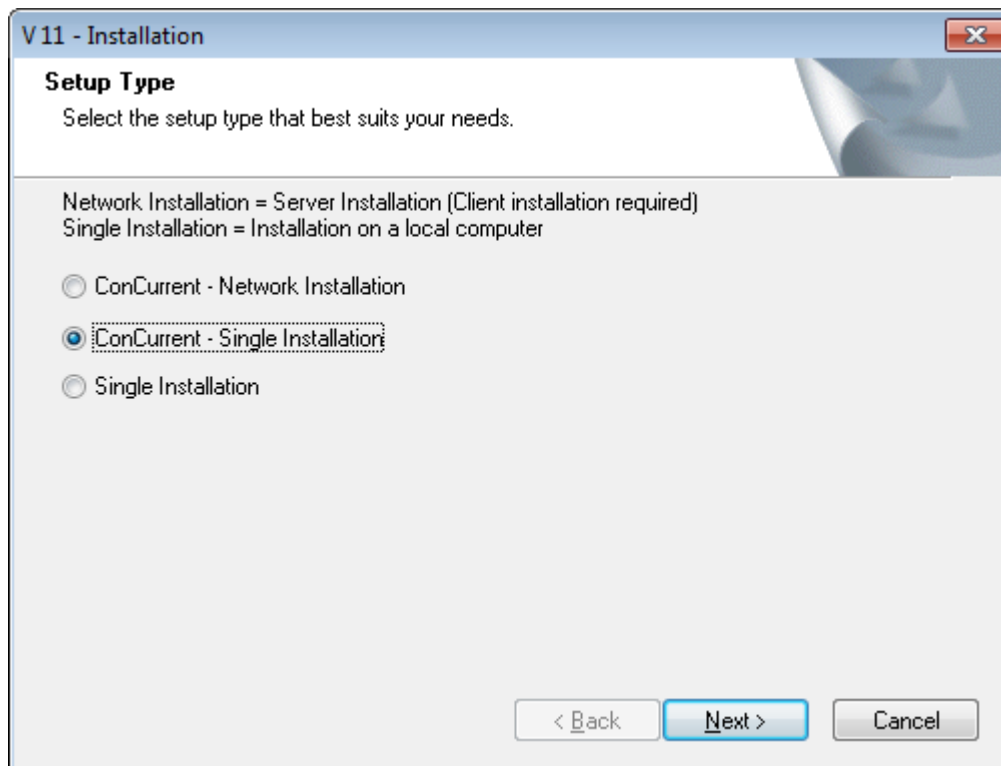 V 11 - Installation
Setup Type
Select the setup type that best suits your needs.
Network Installation = Server Installation (Client installation required)
Single Installation = Installation on a local computer
ConCurrent - Network Installation
ConCurrent - Single Installation
Single Installation
< Back Next > Cancel